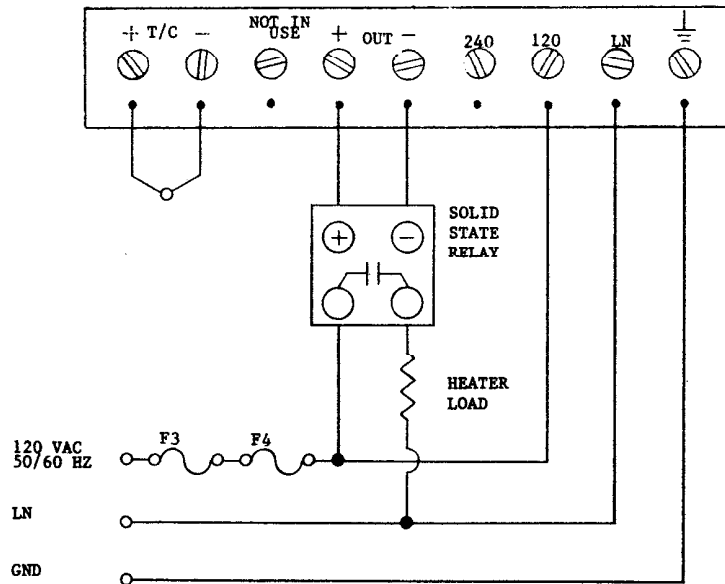 + T/C −
NOT IN
USE
+ OUT −
240
120
LN
SOLID
STATE
RELAY
+ −
HEATER
LOAD
120 VAC
50/60 HZ
F3
F4
LN
GND